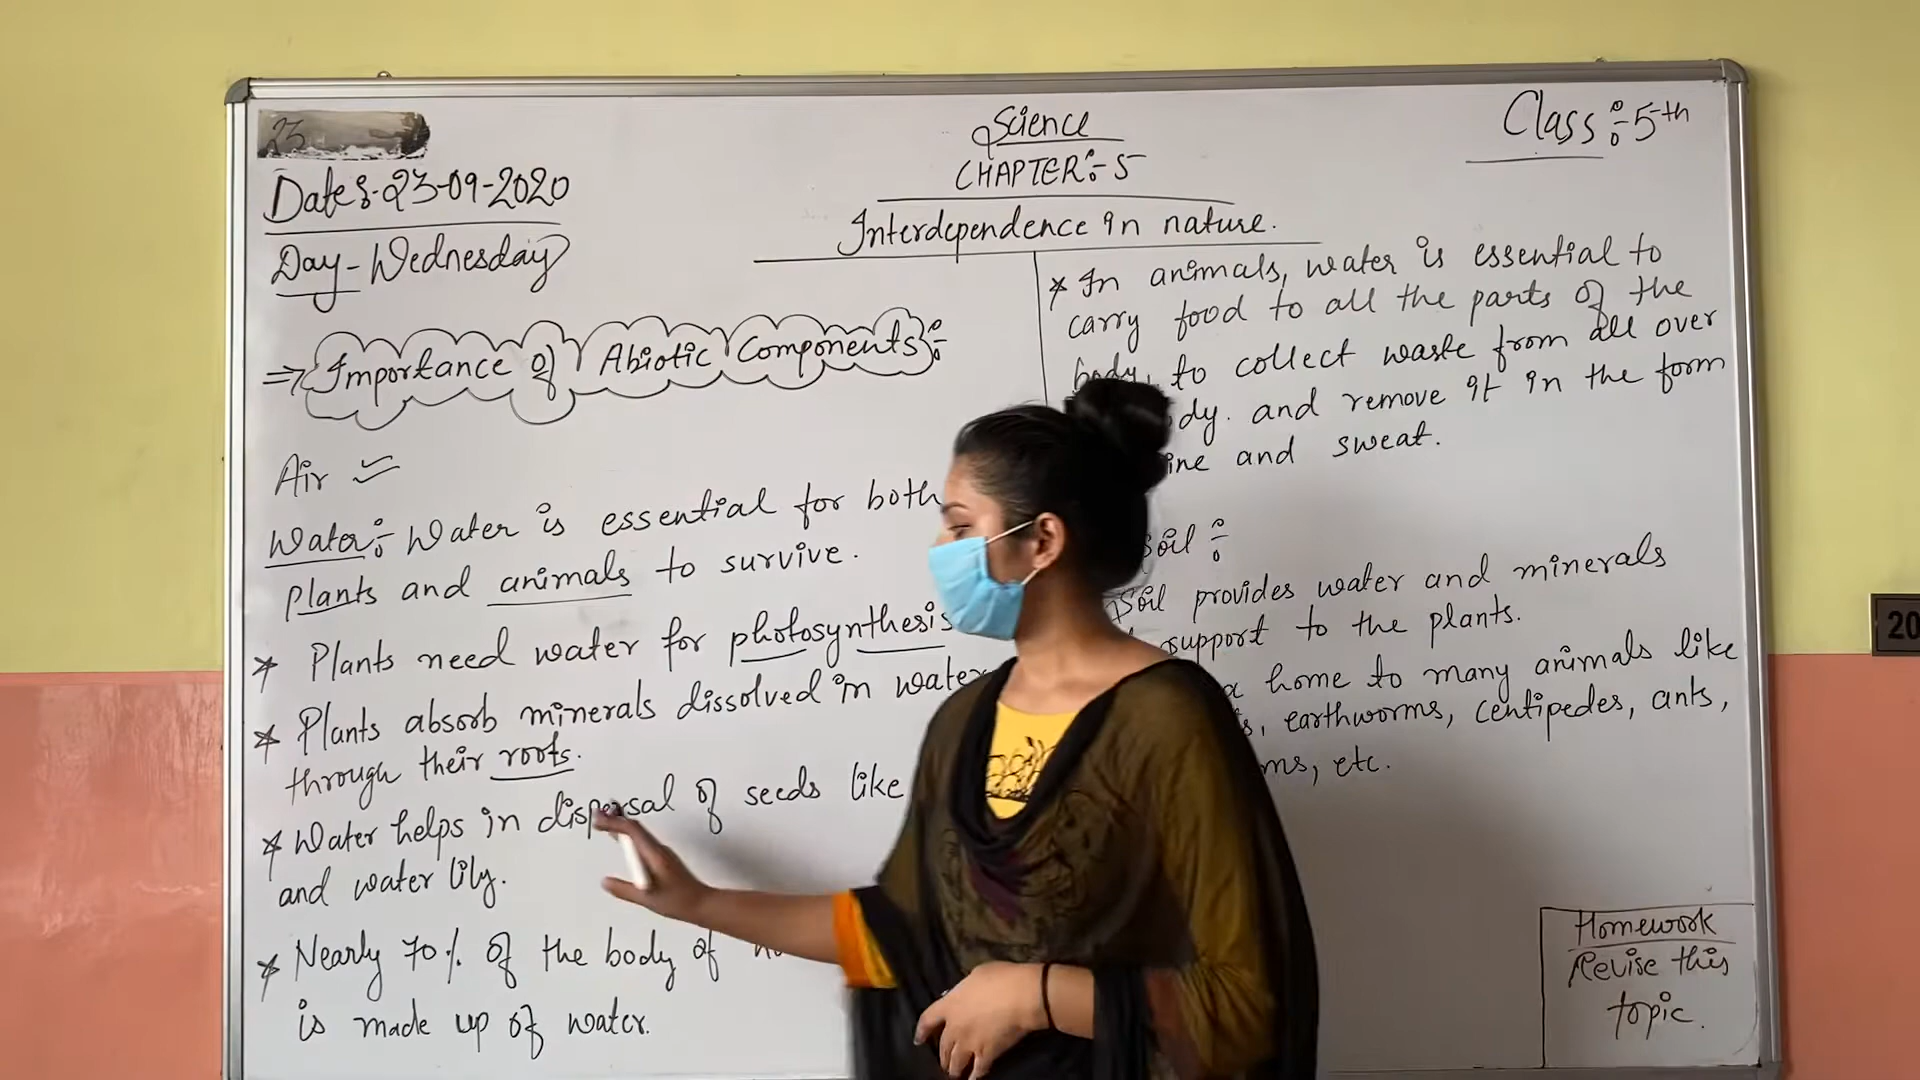 23
Date:-23-09-2020
Day-Wednesday
Science
CHAPTER:-5
Interdependence in nature.
Class:-5th
=> Importance of Abiotic Components:-
Air
Water:- Water is essential for both
plants and animals to survive.
* Plants need water for photosynthesis
* Plants absorb minerals dissolved in water
through their roots.
* Water helps in dispersal of seeds like
and water lily.
* Nearly 70% of the body of
is made up of water.
* In animals, water is essential to
carry food to all the parts of the
body, to collect waste from all over
dy. and remove it in the form
ine and sweat.
Soil:-
Soil provides water and minerals
support to the plants.
a home to many animals like
s, earthworms, centipedes, ants,
ms, etc.
Homework
Revise this
topic.
20